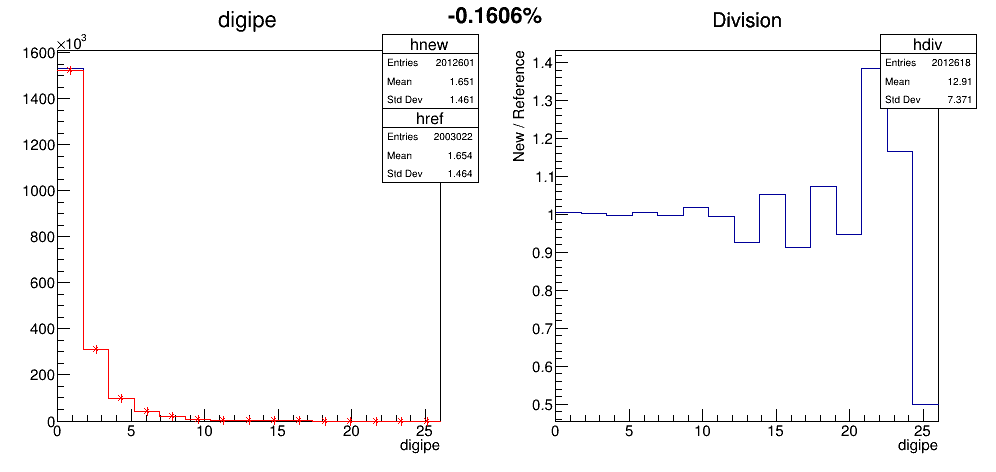 -0.1606%
digipe
×10³
hnew
Entries 2012601
Mean 1.651
Std Dev 1.461
href
Entries 2003022
Mean 1.654
Std Dev 1.464
1600
1400
1200
1000
800
600
400
200
0
0 5 10 15 20 25
digipe
Division
hdiv
Entries 2012618
Mean 12.91
Std Dev 7.371
New / Reference
1.4
1.3
1.2
1.1
1
0.9
0.8
0.7
0.6
0.5
0 5 10 15 20 25
digipe